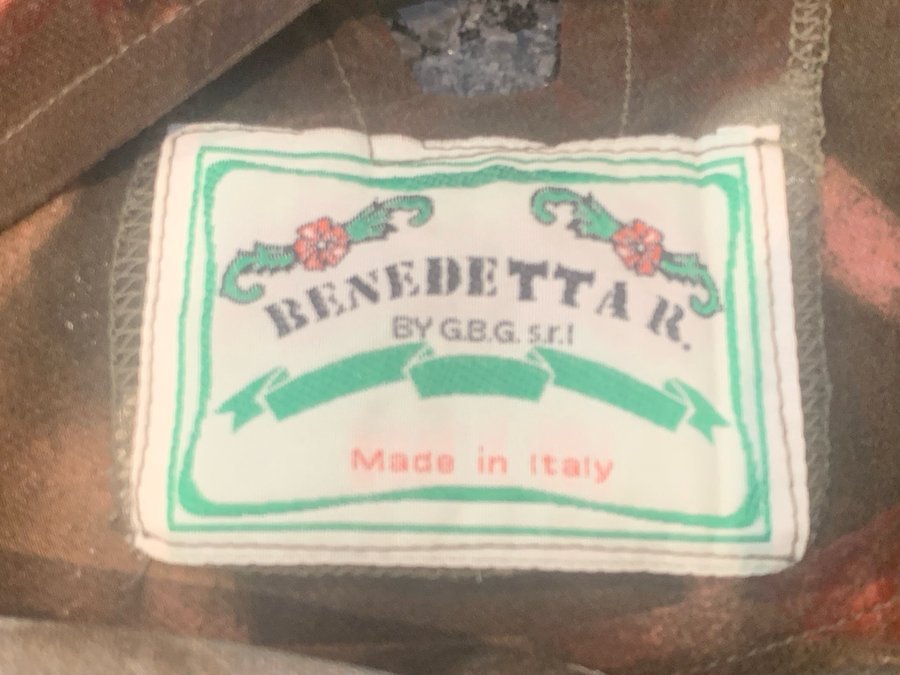 BENEDETTA R.
BY G.B.G. s.r.l
Made in Italy